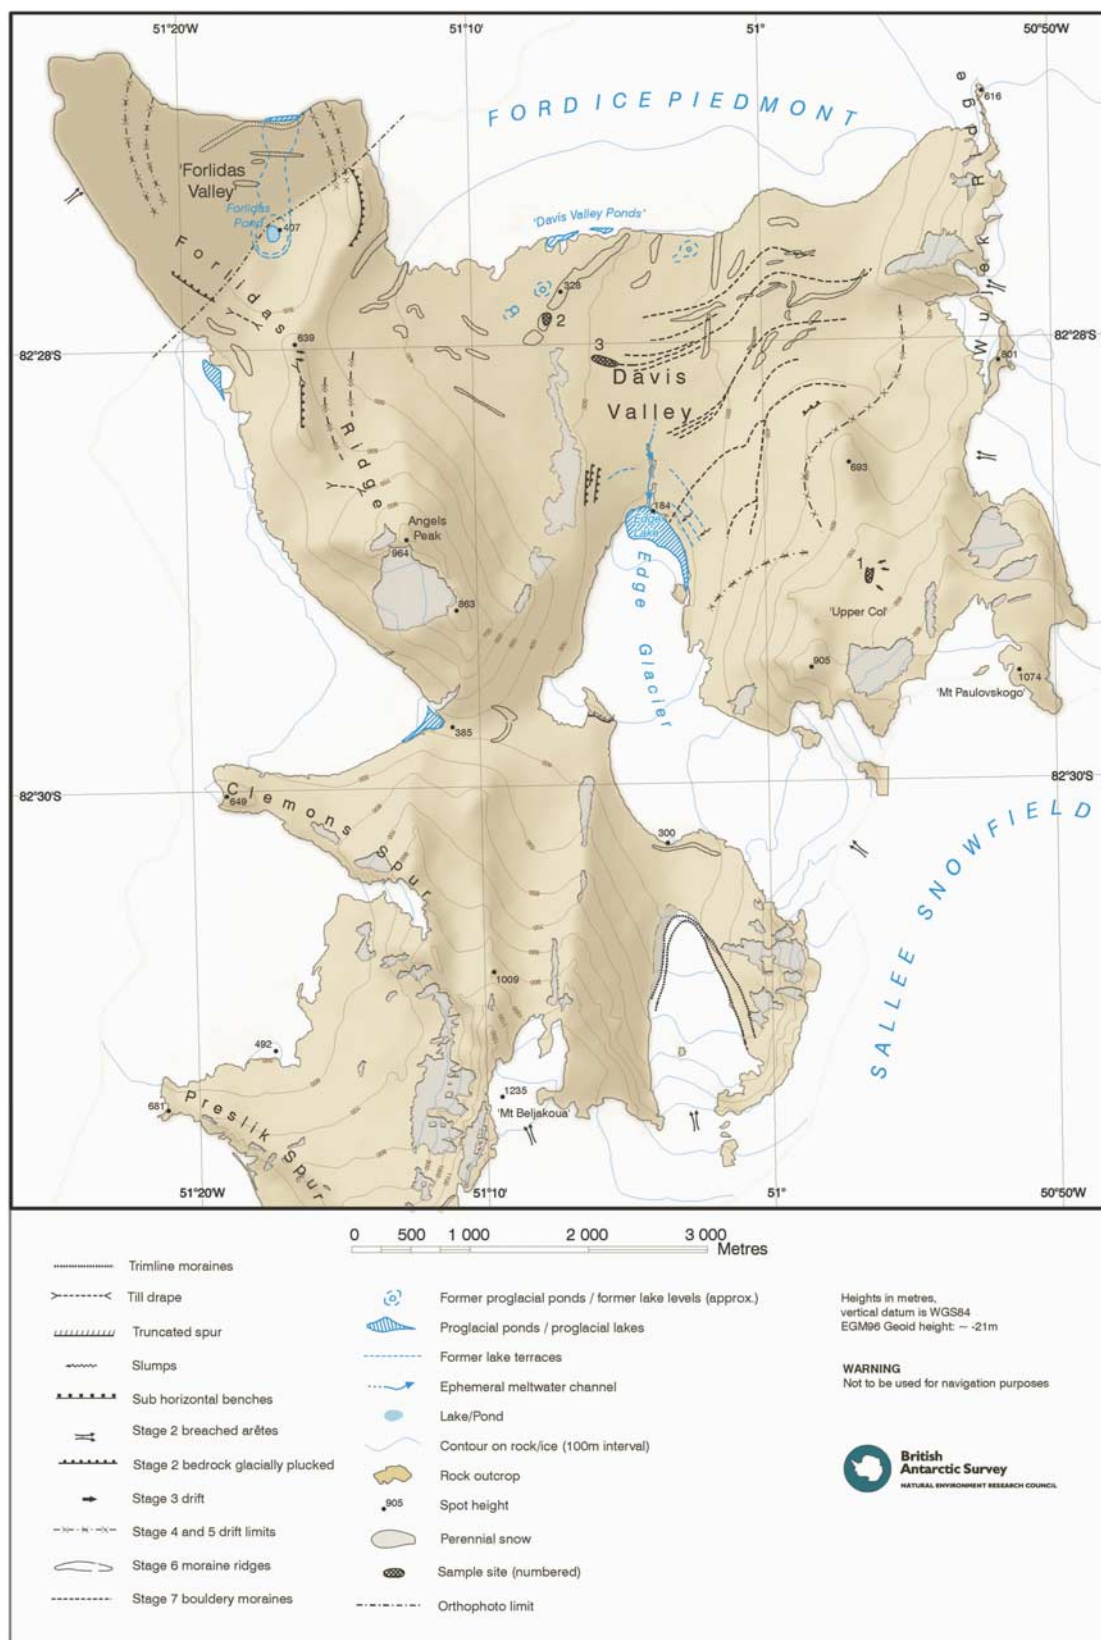 51°20'W 51°10' 51° 50°50'W
FORD ICE PIEDMONT
616
Wujek Ridge
'Forlidas
Valley'
Forlidas
Pond
407
'Davis Valley Ponds'
328
2
Forlidas Ridge
639
82°28'S
82°28'S
3
Davis
Valley
801
693
184
Edge
Lake
Angels
Peak
964
863
Edge Glacier
1
'Upper Col'
905
1074
'Mt Paulovskogo'
385
82°30'S
82°30'S
Clemons Spur
649
300
SALLEE SNOWFIELD
1009
492
681
Preslik Spur
1235
'Mt Beljakoua'
51°20'W 51°10' 51° 50°50'W
0 500 1 000 2 000 3 000
Metres
Trimline moraines
Till drape
Truncated spur
Slumps
Sub horizontal benches
Stage 2 breached arêtes
Stage 2 bedrock glacially plucked
Stage 3 drift
Stage 4 and 5 drift limits
Stage 6 moraine ridges
Stage 7 bouldery moraines
Former proglacial ponds / former lake levels (approx.)
Proglacial ponds / proglacial lakes
Former lake terraces
Ephemeral meltwater channel
Lake/Pond
Contour on rock/ice (100m interval)
Rock outcrop
905 Spot height
Perennial snow
Sample site (numbered)
Orthophoto limit
Heights in metres,
vertical datum is WGS84
EGM96 Geoid height: ~ -21m
WARNING
Not to be used for navigation purposes
British
Antarctic Survey
NATURAL ENVIRONMENT RESEARCH COUNCIL